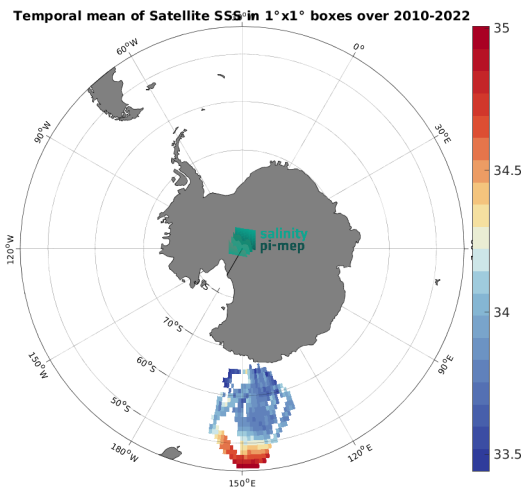 Temporal mean of Satellite SSS in 1°x1° boxes over 2010-2022
35
60°W
0°
90°W
30°E
34.5
salinity
pi-mep
120°W
34
70°S
60°S
150°W
90°E
50°S
180°W
120°E
33.5
150°E